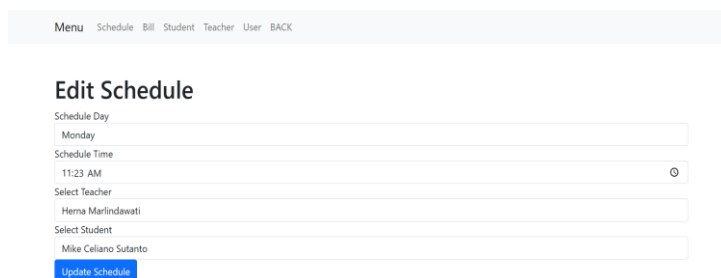 Menu Schedule Bill Student Teacher User BACK
Edit Schedule
Schedule Day
Monday
Schedule Time
11:23 AM
Select Teacher
Herna Marlindawati
Select Student
Mike Celiano Sutanto
Update Schedule